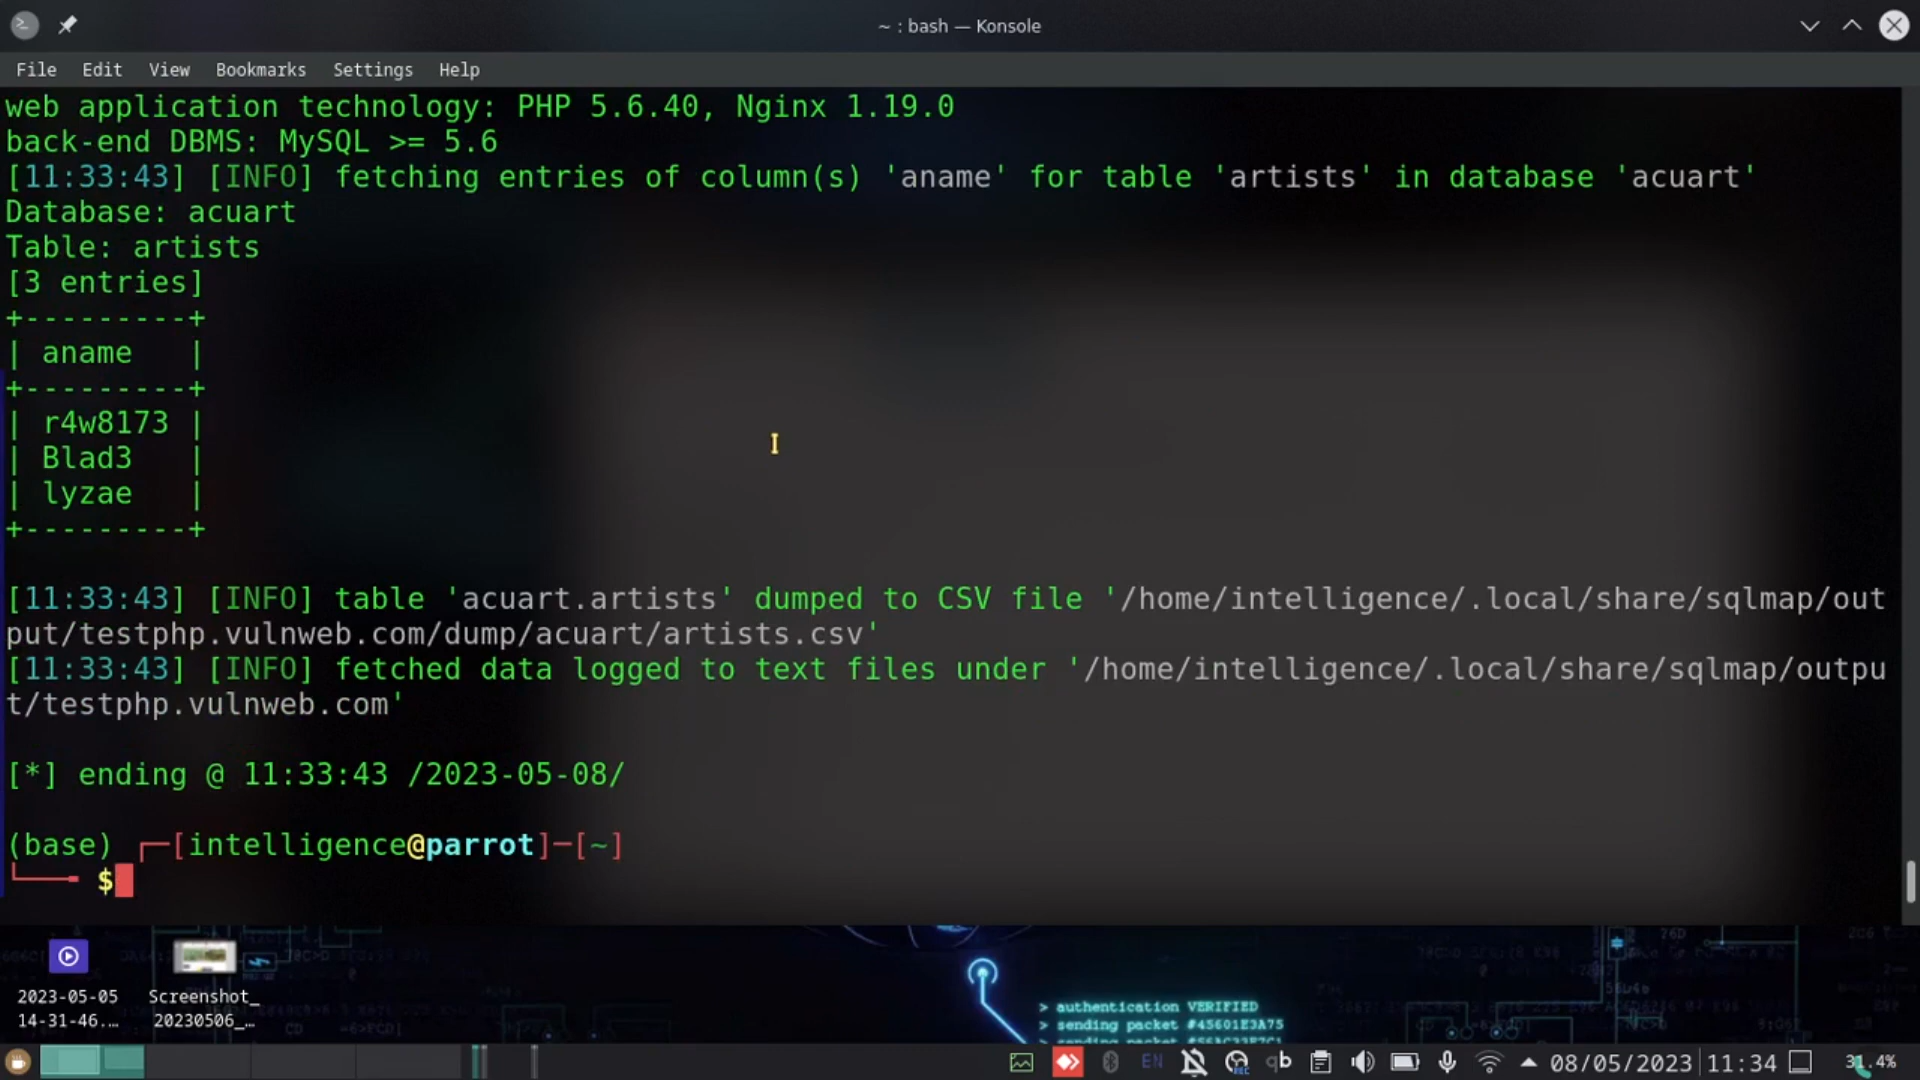 ~ : bash — Konsole
File Edit View Bookmarks Settings Help
web application technology: PHP 5.6.40, Nginx 1.19.0
back-end DBMS: MySQL >= 5.6
[11:33:43] [INFO] fetching entries of column(s) 'aname' for table 'artists' in database 'acuart'
Database: acuart
Table: artists
[3 entries]
+---------+
| aname   |
+---------+
| r4w8173 |
| Blad3   |
| lyzae   |
+---------+
[11:33:43] [INFO] table 'acuart.artists' dumped to CSV file '/home/intelligence/.local/share/sqlmap/out
put/testphp.vulnweb.com/dump/acuart/artists.csv'
[11:33:43] [INFO] fetched data logged to text files under '/home/intelligence/.local/share/sqlmap/outpu
t/testphp.vulnweb.com'
[*] ending @ 11:33:43 /2023-05-08/
(base) ┌─[intelligence@parrot]─[~]
└──╼ $
2023-05-05 Screenshot_
14-31-46.... 20230506_...
> authentication VERIFIED
> sending packet #45601E3A75
EN qb 08/05/2023 11:34 31.4%